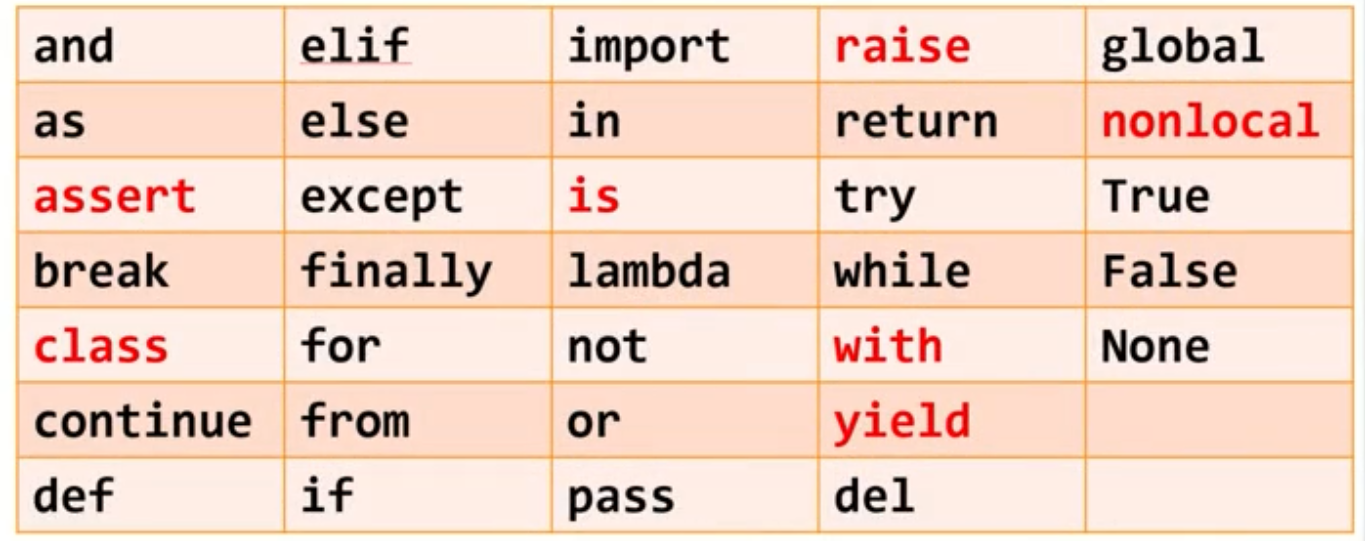 and elif import raise global
as else in return nonlocal
assert except is try True
break finally lambda while False
class for not with None
continue from or yield
def if pass del